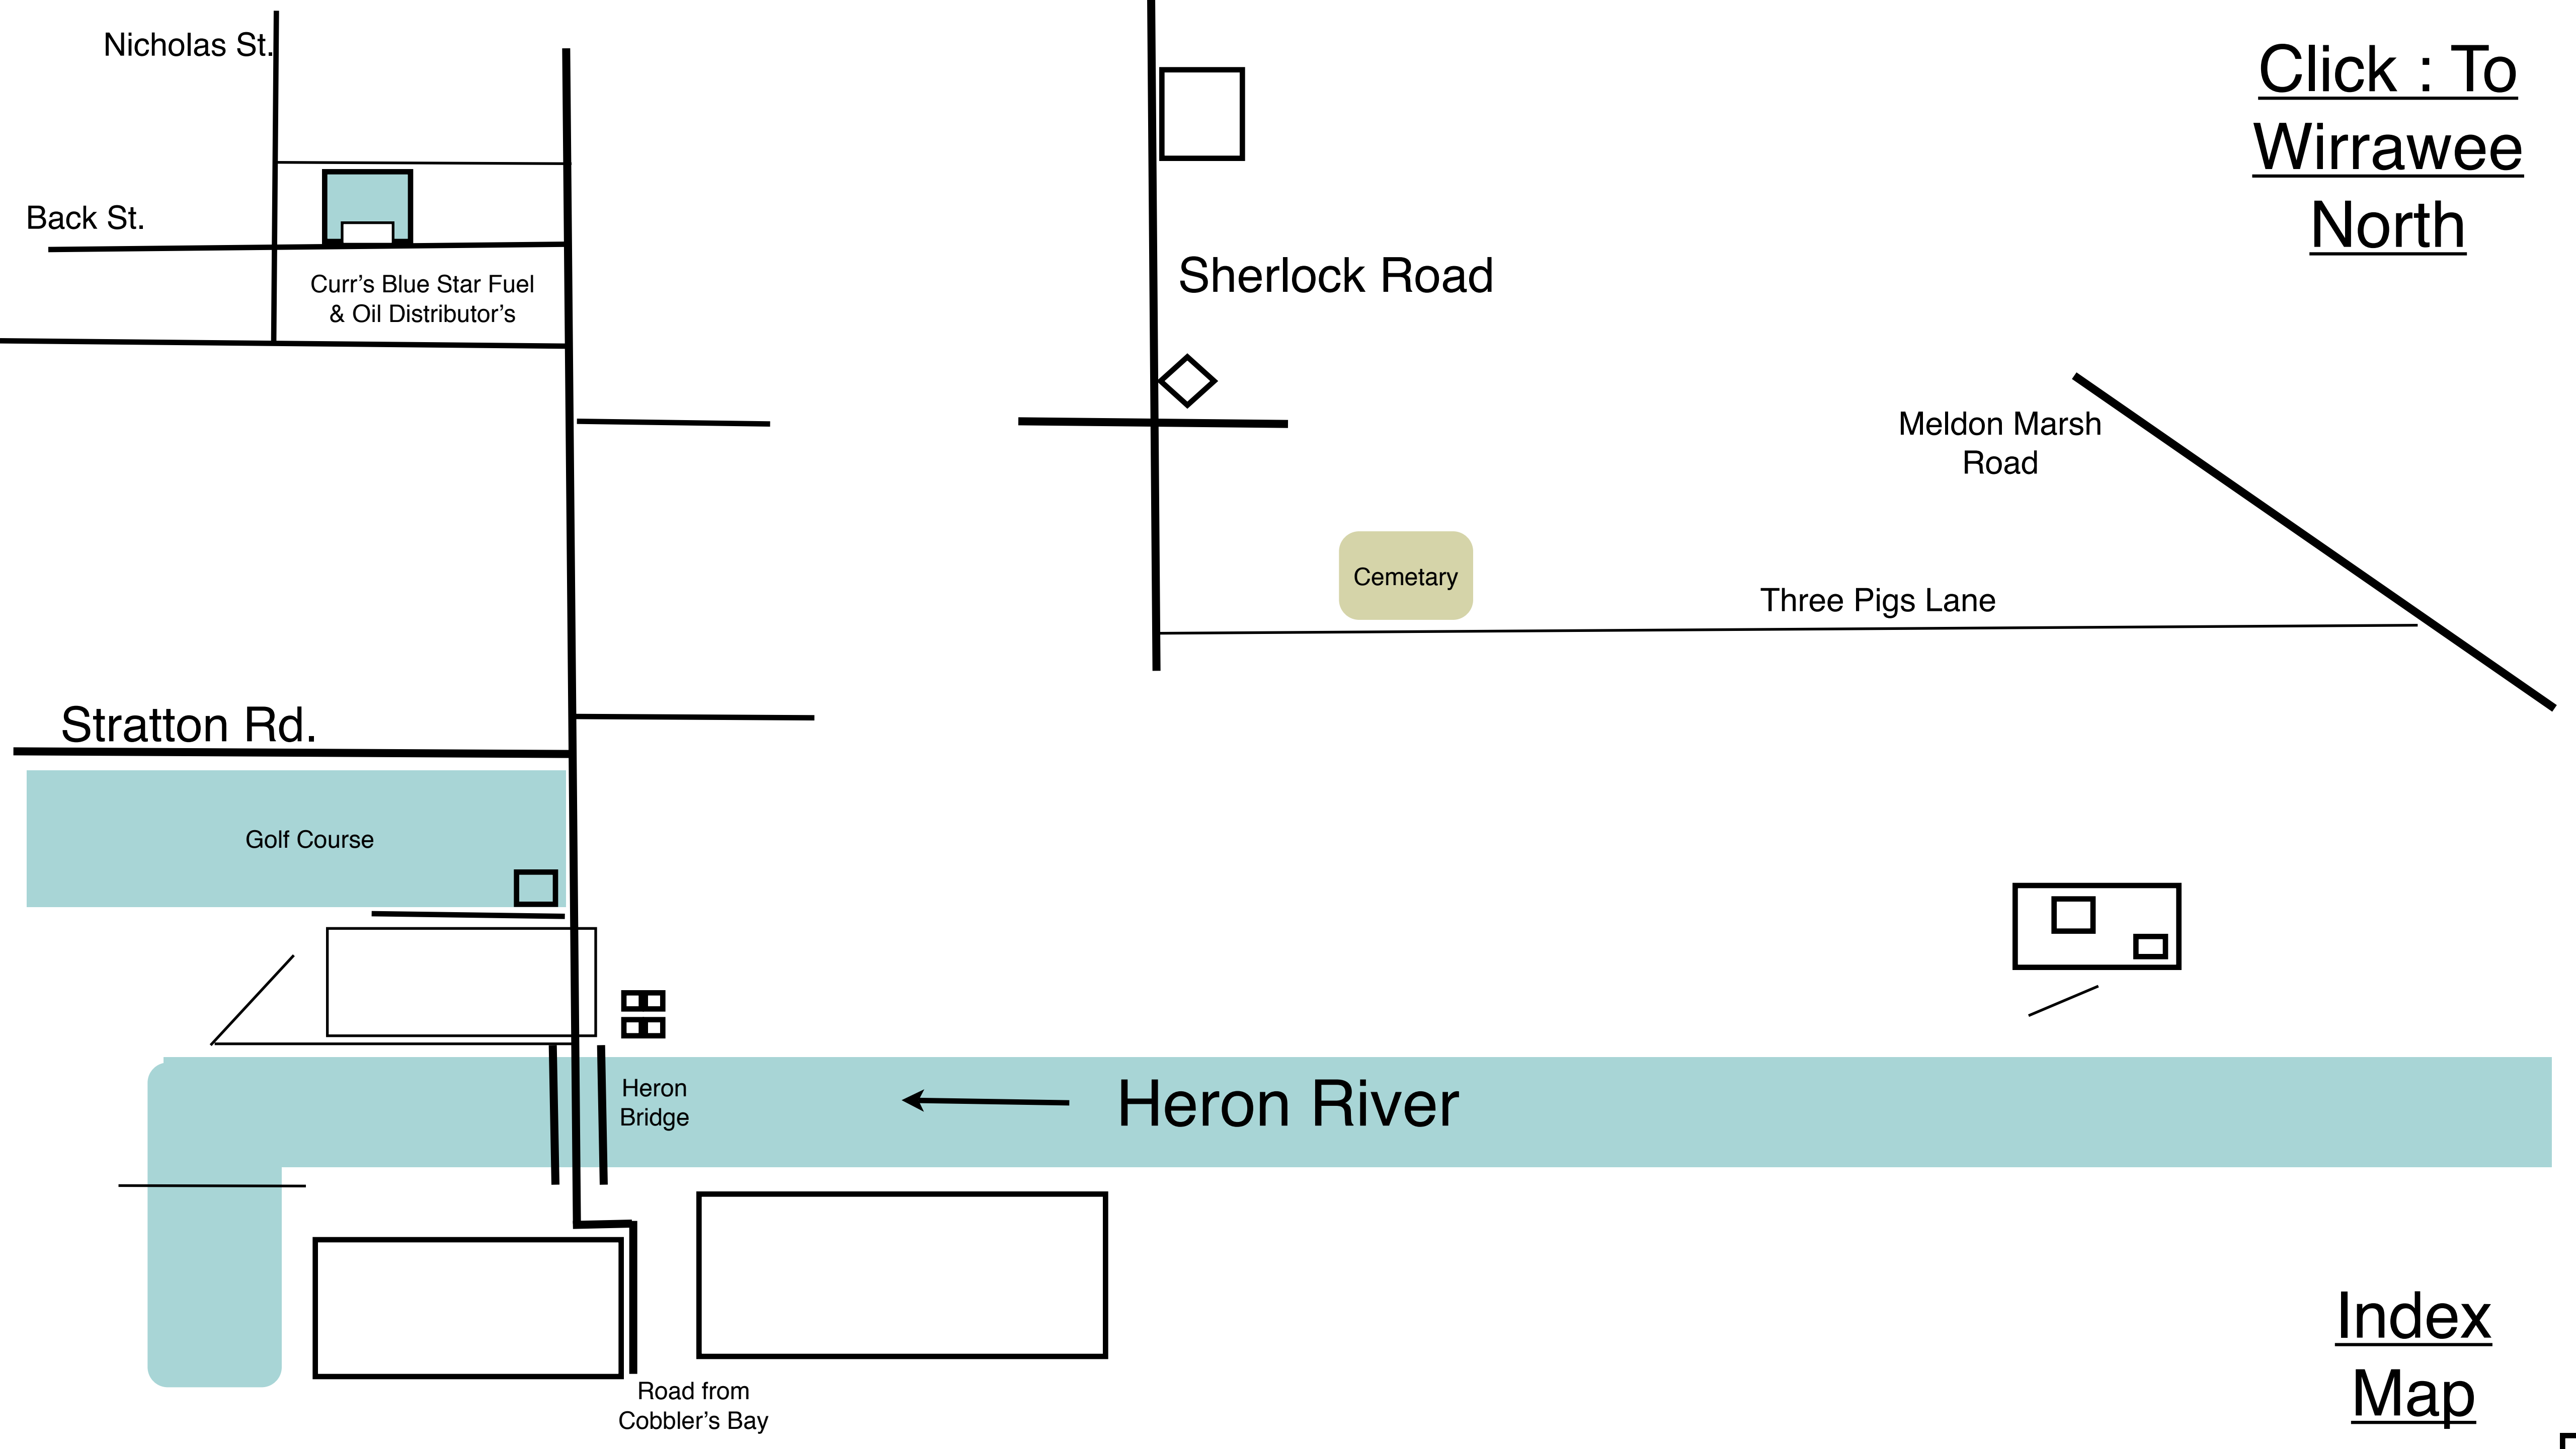 Nicholas St.
Click : To
Wirrawee
North
Back St.
Sherlock Road
Curr’s Blue Star Fuel
& Oil Distributor’s
Meldon Marsh
Road
Cemetary
Three Pigs Lane
Stratton Rd.
Golf Course
Heron
Bridge
Heron River
Index
Map
Road from
Cobbler’s Bay